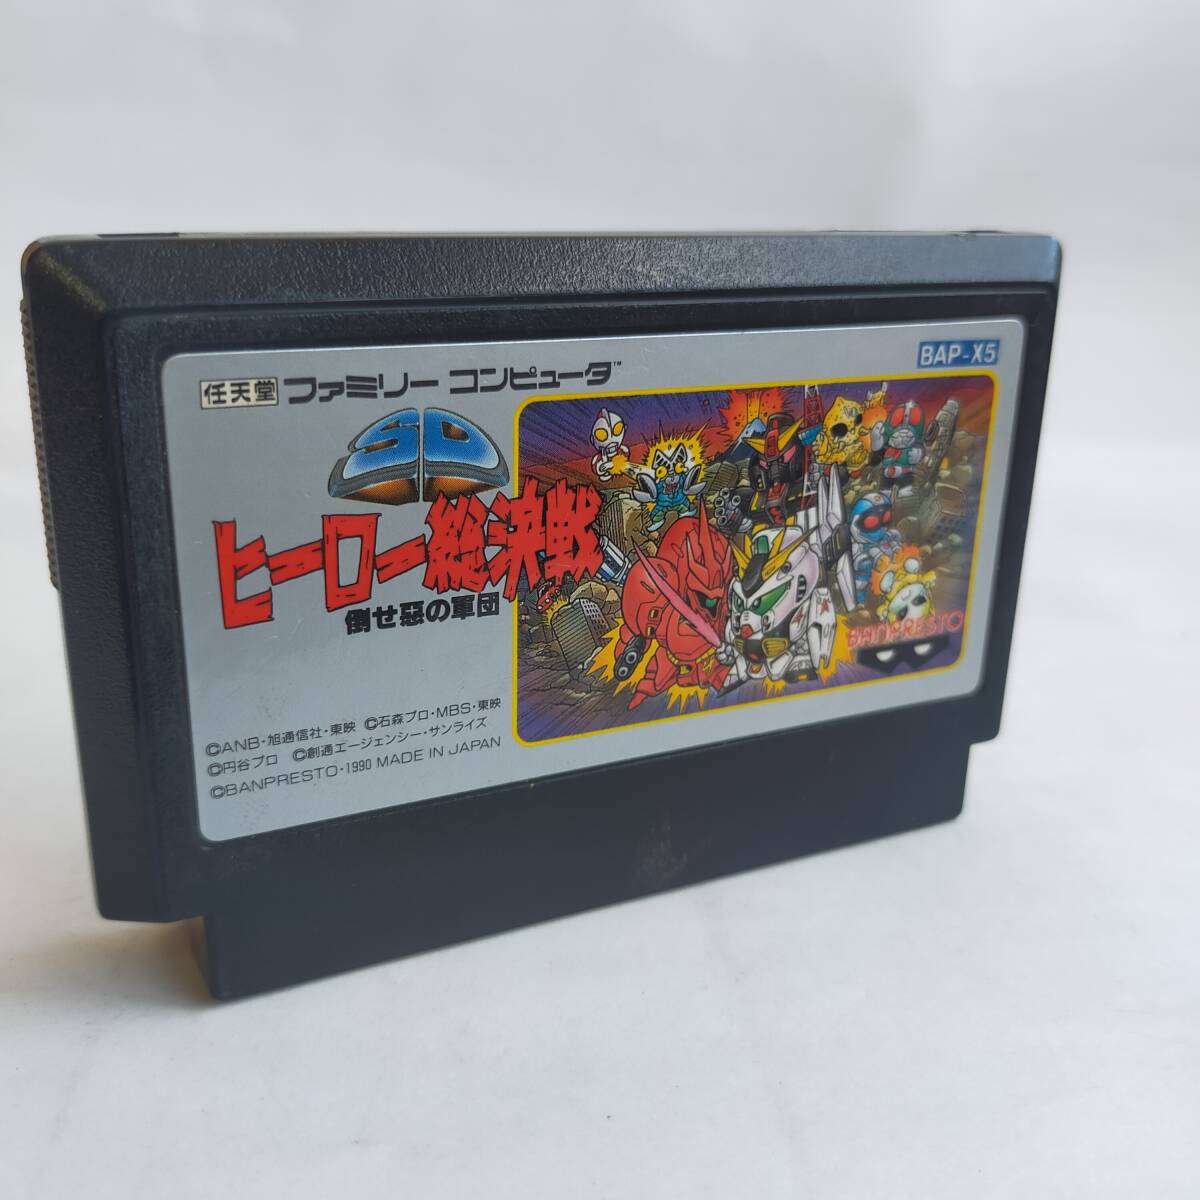 任天堂 ファミリー コンピュータ™
BAP-X5
SD
ヒーロー総決戦
倒せ悪の軍団
BANPRESTO
©ANB・旭通信社・東映 ©石森プロ・MBS・東映
©円谷プロ ©創通エージェンシー・サンライズ
©BANPRESTO・1990 MADE IN JAPAN